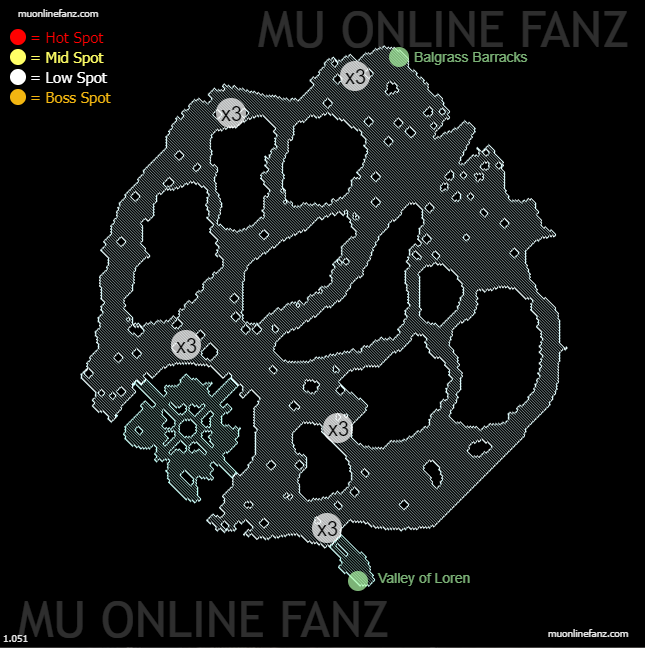 muonlinefanz.com
MU ONLINE FANZ
= Hot Spot
= Mid Spot
= Low Spot
= Boss Spot
Balgrass Barracks
x3
x3
x3
x3
x3
Valley of Loren
MU ONLINE FANZ
1.051
muonlinefanz.com